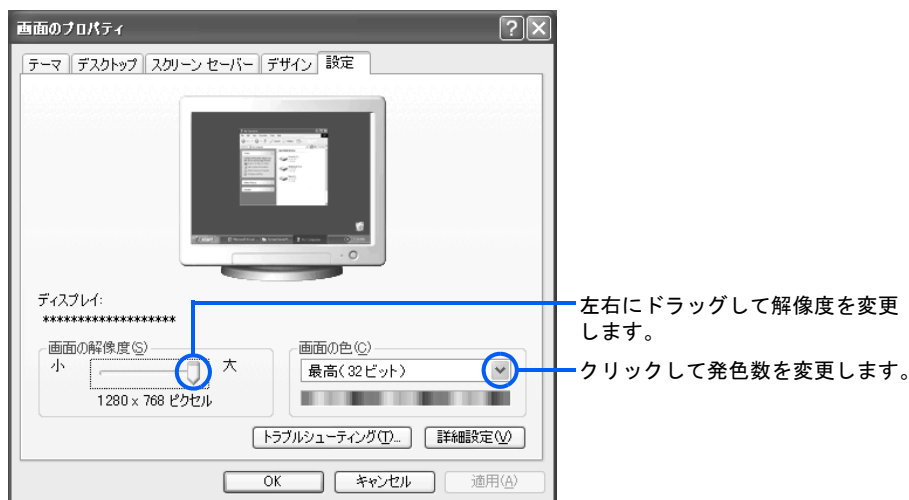 画面のプロパティ
テーマ デスクトップ スクリーン セーバー デザイン 設定
ディスプレイ:
*******************
左右にドラッグして解像度を変更
します。
画面の解像度(S)
小 大
1280 x 768 ピクセル
画面の色(C)
最高(32ビット)
クリックして発色数を変更します。
トラブルシューティング(T)... 詳細設定(V)
OK キャンセル 適用(A)